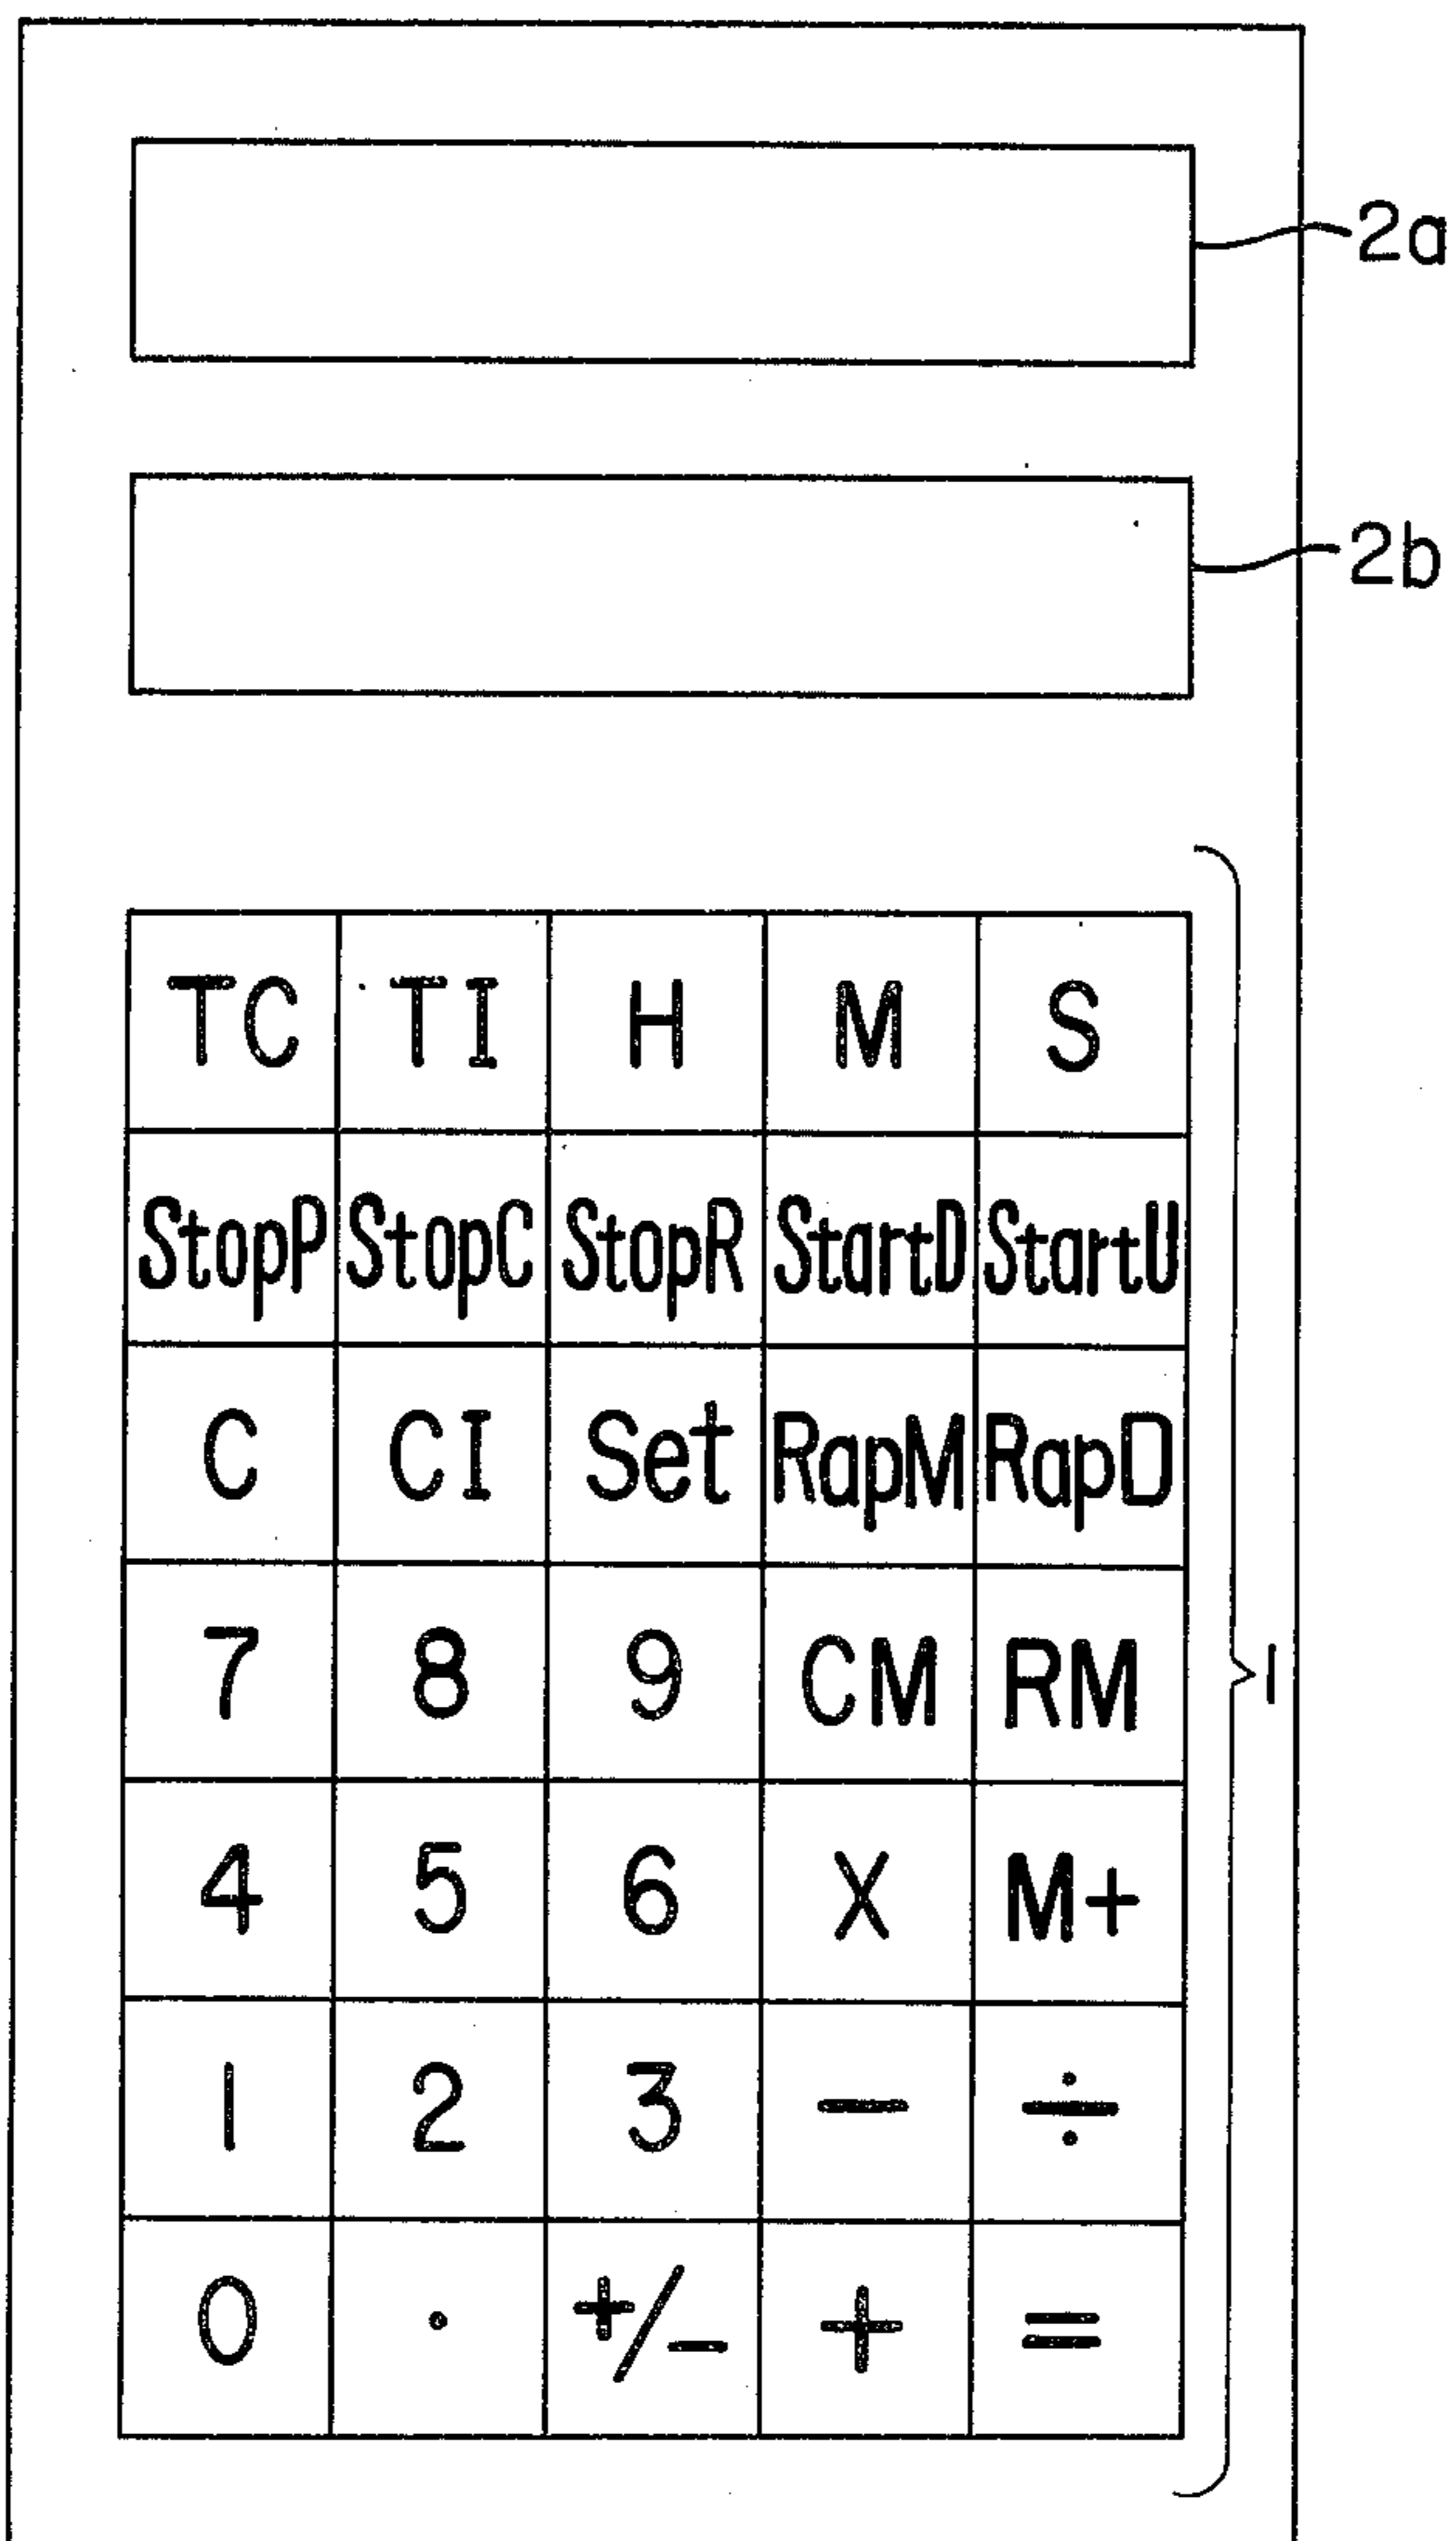 2a
2b
TC TI H M S
StopP StopC StopR StartD StartU
C CI Set RapM RapD
7 8 9 CM RM
1
4 5 6 X M+
1 2 3 − ÷
0 · +/− + =